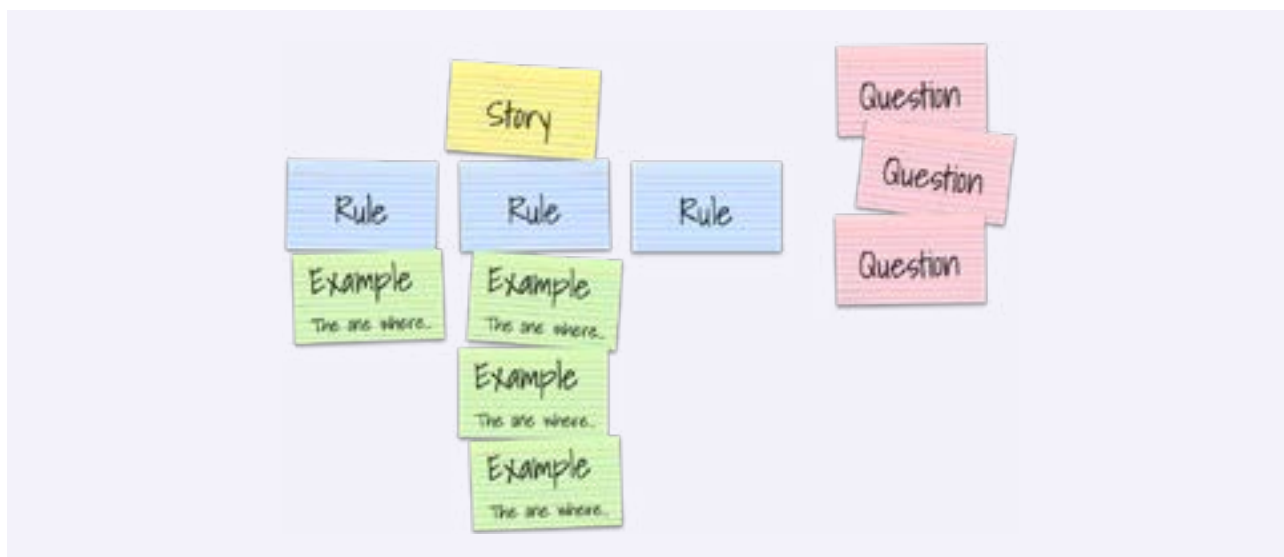 Story
Rule
Rule
Rule
Example
The one where..
Example
The one where..
Example
The one where..
Example
The one where..
Question
Question
Question